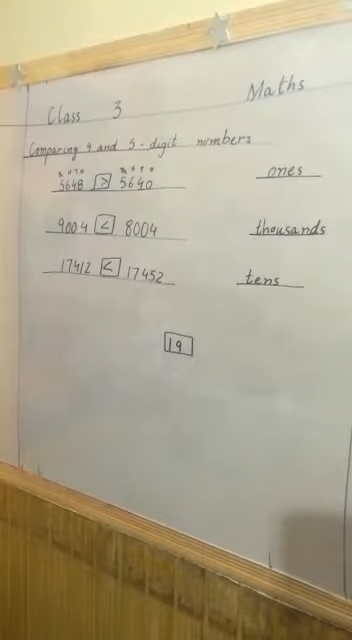 Class 3 Maths
Comparing 4 and 5-digit numbers
Th H T O Th H T O
5648 > 5640 ones
9004 < 8004 thousands
17412 < 17452 tens
19